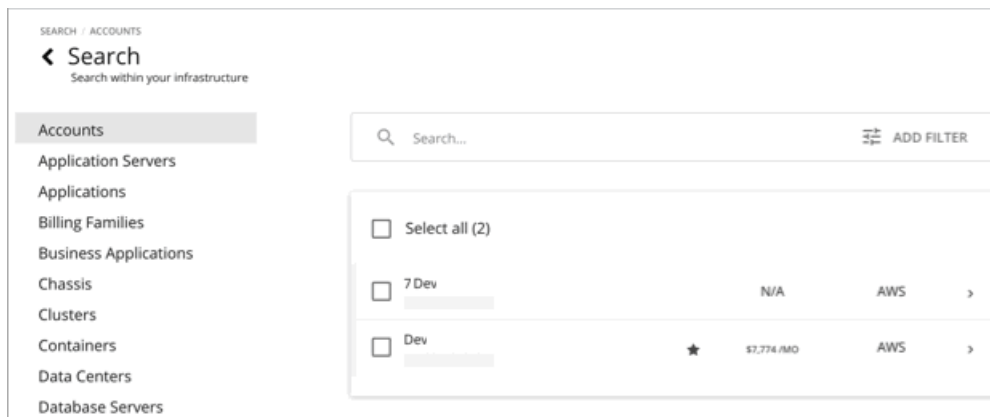 SEARCH / ACCOUNTS
Search
Search within your infrastructure
Accounts
Application Servers
Applications
Billing Families
Business Applications
Chassis
Clusters
Containers
Data Centers
Database Servers
Search...
ADD FILTER
Select all (2)
7 Dev
N/A
AWS
Dev
$7,774 /MO
AWS